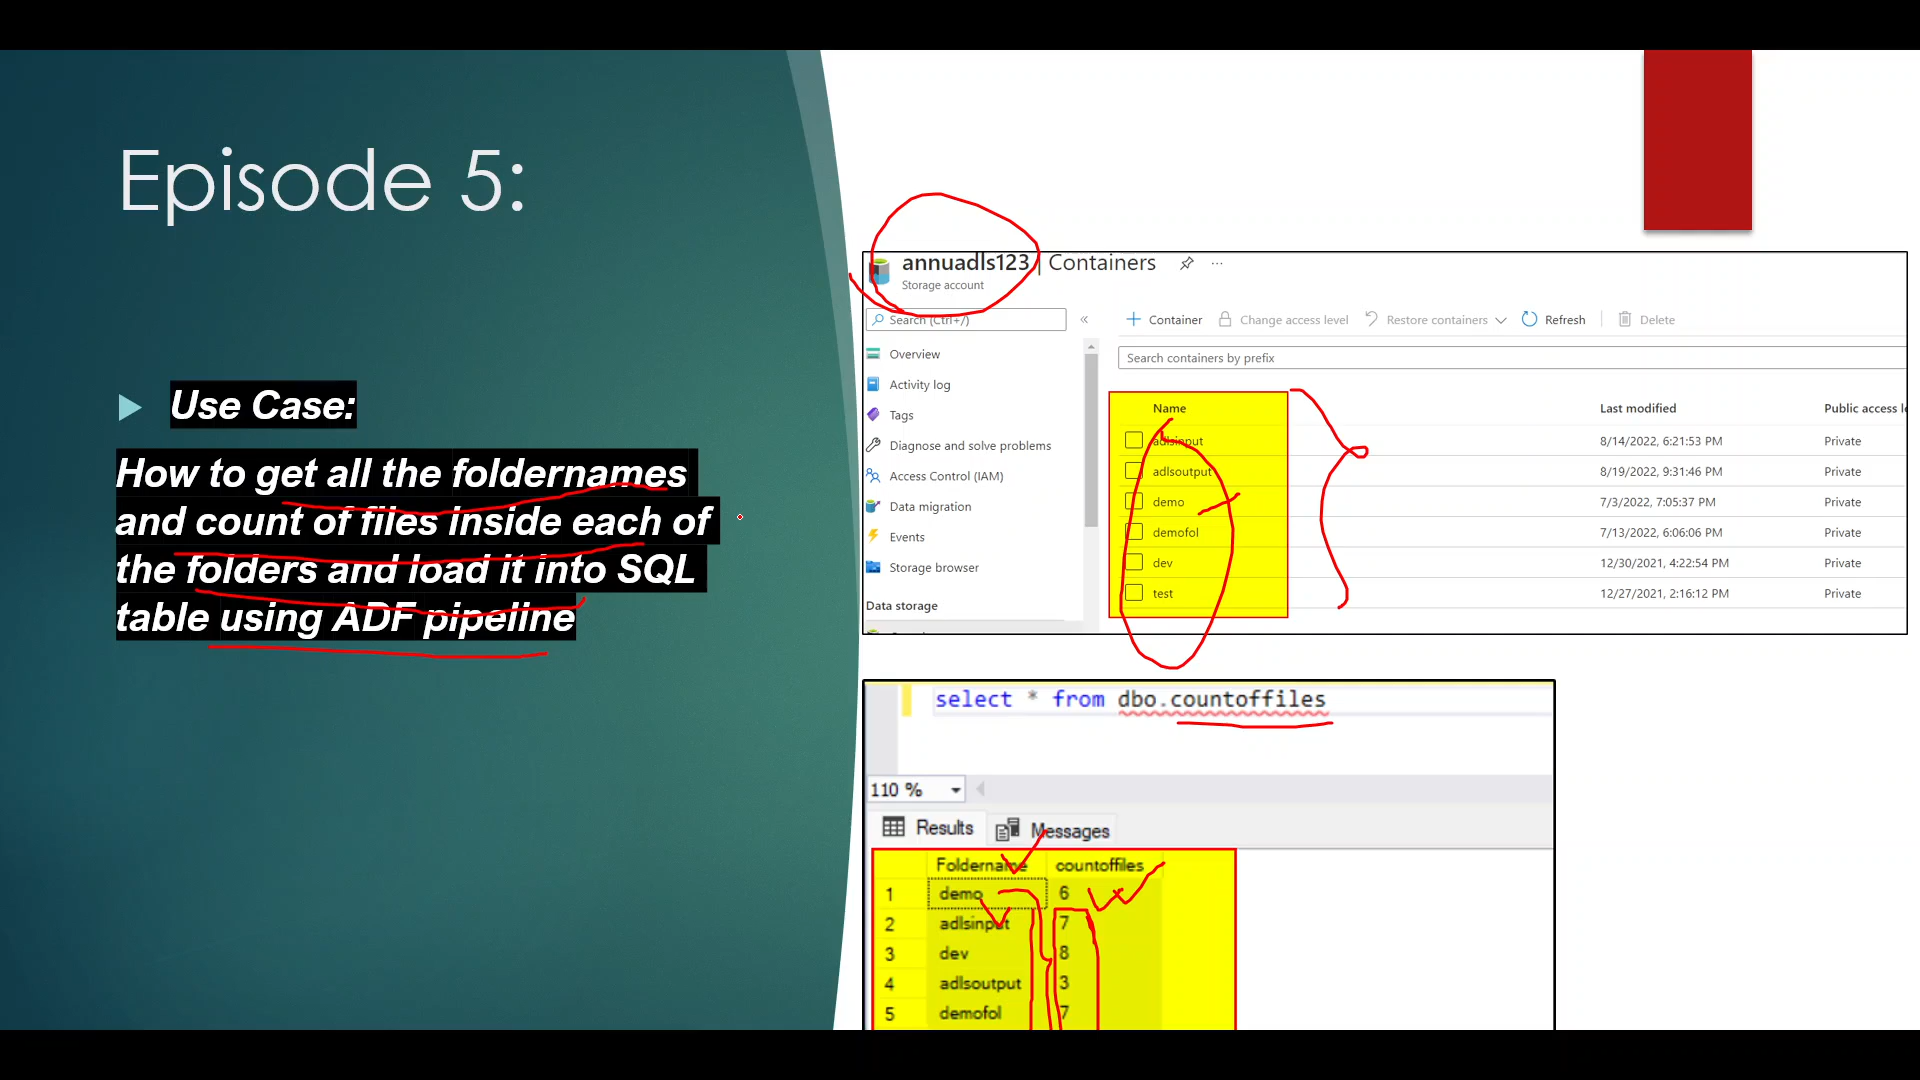 Episode 5:
Use Case:
How to get all the foldernames
and count of files inside each of
the folders and load it into SQL
table using ADF pipeline
annuadls123 | Containers
Storage account
Search (Ctrl+/)
«
Overview
Activity log
Tags
Diagnose and solve problems
Access Control (IAM)
Data migration
Events
Storage browser
Data storage
+ Container Change access level Restore containers Refresh Delete
Search containers by prefix
Name Last modified Public access
adlsinput 8/14/2022, 6:21:53 PM Private
adlsoutput 8/19/2022, 9:31:46 PM Private
demo 7/3/2022, 7:05:37 PM Private
demofol 7/13/2022, 6:06:06 PM Private
dev 12/30/2021, 4:22:54 PM Private
test 12/27/2021, 2:16:12 PM Private
select * from dbo.countoffiles
110 %
Results Messages
Foldername countoffiles
1 demo 6
2 adlsinput 7
3 dev 8
4 adlsoutput 3
5 demofol 7